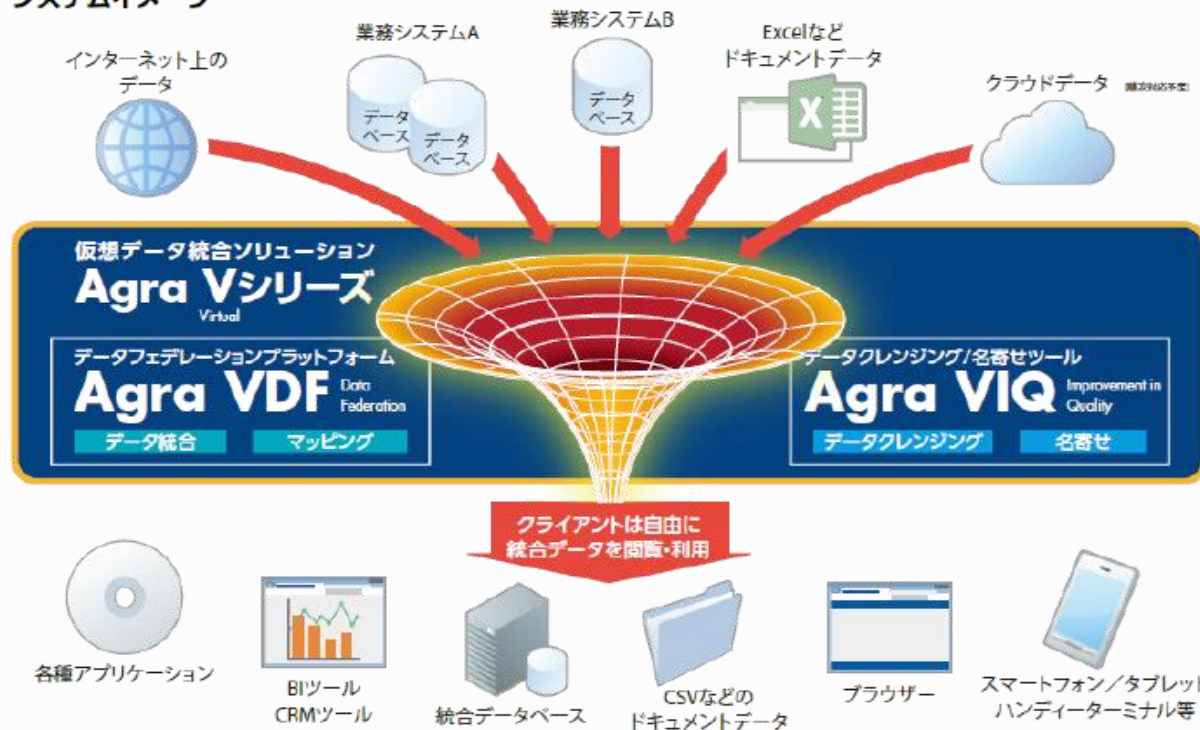 システムイメージ
インターネット上の
データ
業務システムA
データ
ベース
データ
ベース
業務システムB
データ
ベース
Excelなど
ドキュメントデータ
X
クラウドデータ
仮想データ統合ソリューション
Agra Vシリーズ
Virtual
データフェデレーションプラットフォーム
Agra VDF
Data
Federation
データ統合
マッピング
データクレンジング/名寄せツール
Agra VIQ
Improvement in
Quality
データクレンジング
名寄せ
クライアントは自由に
統合データを閲覧・利用
各種アプリケーション
BIツール
CRMツール
統合データベース
CSVなどの
ドキュメントデータ
ブラウザー
スマートフォン／タブレット
ハンディーターミナル等